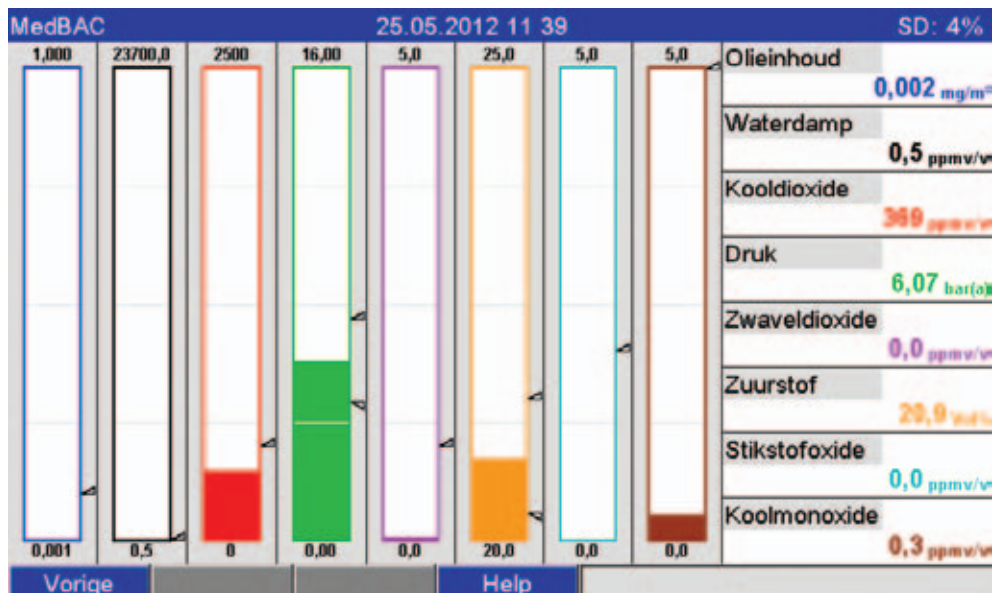 MedBAC 25.05.2012 11 39 SD: 4%
1,000 23700,0 2500 16,00 5,0 25,0 5,0 5,0
Olieinhoud
0,002 mg/m³
Waterdamp
0,5 ppmv/v
Kooldioxide
369 ppmv/v
Druk
6,07 bar(a)
Zwaveldioxide
0,0 ppmv/v
Zuurstof
20,9 Vol%
Stikstofoxide
0,0 ppmv/v
Koolmonoxide
0,3 ppmv/v
0,001 0,5 0 0,00 0,0 20,0 0,0 0,0
Vorige Help